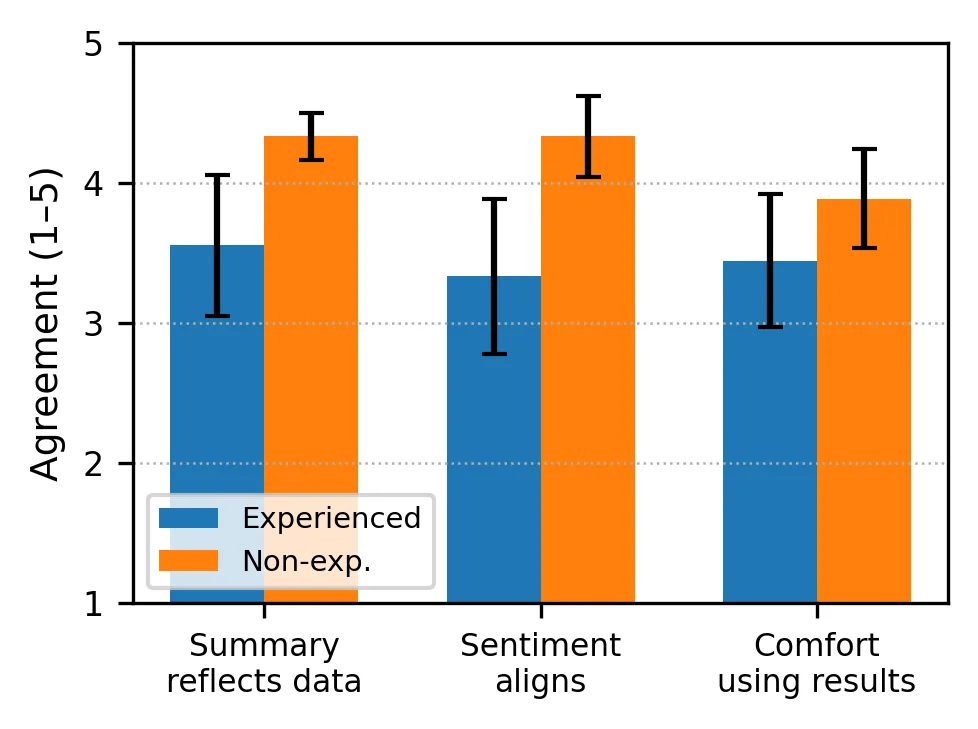 5
4
3
2
1
Agreement (1–5)
Experienced
Non-exp.
Summary
reflects data
Sentiment
aligns
Comfort
using results